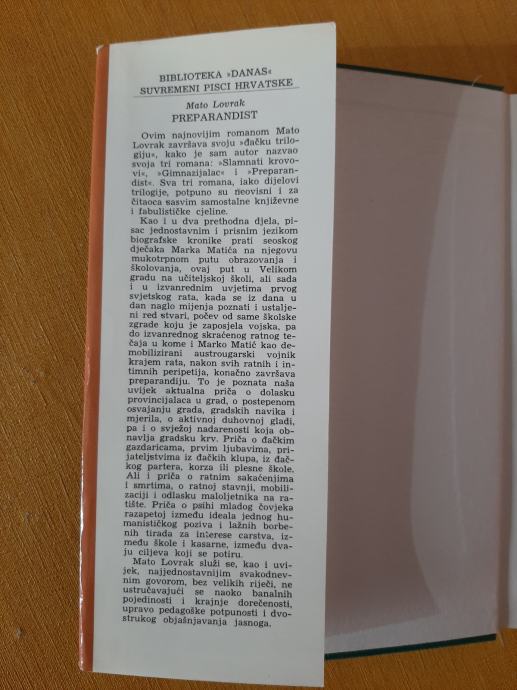 BIBLIOTEKA »DANAS«
SUVREMENI PISCI HRVATSKE
Mato Lovrak
PREPARANDIST
Ovim najnovijim romanom Mato
Lovrak završava svoju »đačku trilo-
giju«, kako je sam autor nazvao
svoja tri romana: »Slamnati krovo-
vi«, »Gimnazijalac« i »Preparan-
dist«. Sva tri romana, iako dijelovi
trilogije, potpuno su neovisni i za
čitaoca sasvim samostalne književne
i fabulističke cjeline.
Kao i u dva prethodna djela, pi-
sac jednostavnim i prisnim jezikom
biografske kronike prati seoskog
dječaka Marka Matića na njegovu
mukotrpnom putu obrazovanja i
školovanja, ovaj put u Velikom
gradu na učiteljskoj školi, ali sada
i u izvanrednim uvjetima prvog
svjetskog rata, kada se iz dana u
dan naglo mijenja poznati i ustalje-
ni red stvari, počev od same školske
zgrade koju je zaposjela vojska, pa
do izvanrednog skraćenog ratnog te-
čaja u kome i Marko Matić kao de-
mobilizirani austrougarski vojnik
krajem rata, nakon svih ratnih i in-
timnih peripetija, konačno završava
preparandiju. To je poznata naša
uvijek aktualna priča o dolasku
provincijalaca u grad, o postepenom
osvajanju grada, gradskih navika i
mjerila, o aktivnoj duhovnoj gladi,
pa i o svježoj nadarenosti koja ob-
navlja gradsku krv. Priča o đačkim
gazdaricama, prvim ljubavima, pri-
jateljstvima iz đačkih klupa, iz đač-
kog partera, korza ili plesne škole.
Ali i priča o ratnim sakaćenjima
i smrtima, o ratnoj stavnji, mobili-
zaciji i odlasku maloljetnika na ra-
tište. Priča o psihi mladog čovjeka
razapetoj između ideala jednog hu-
manističkog poziva i lažnih borbe-
nih tirada za interese carstva, iz-
među škole i kasarne, između dva-
ju ciljeva koji se potiru.
Mato Lovrak služi se, kao i uvi-
jek, najjednostavnijim svakodnev-
nim govorom, bez velikih riječi, ne
ustručavajući se naoko banalnih
pojedinosti i krajnje dorečenosti,
upravo pedagoške potpunosti i dvo-
strukog objašnjavanja jasnoga.